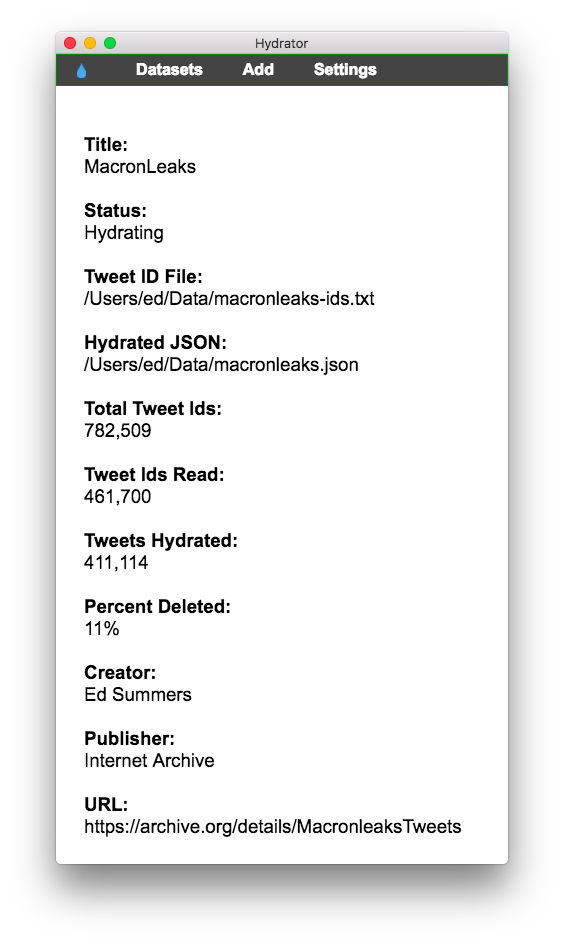 Hydrator
Datasets Add Settings
Title:
MacronLeaks
Status:
Hydrating
Tweet ID File:
/Users/ed/Data/macronleaks-ids.txt
Hydrated JSON:
/Users/ed/Data/macronleaks.json
Total Tweet Ids:
782,509
Tweet Ids Read:
461,700
Tweets Hydrated:
411,114
Percent Deleted:
11%
Creator:
Ed Summers
Publisher:
Internet Archive
URL:
https://archive.org/details/MacronleaksTweets